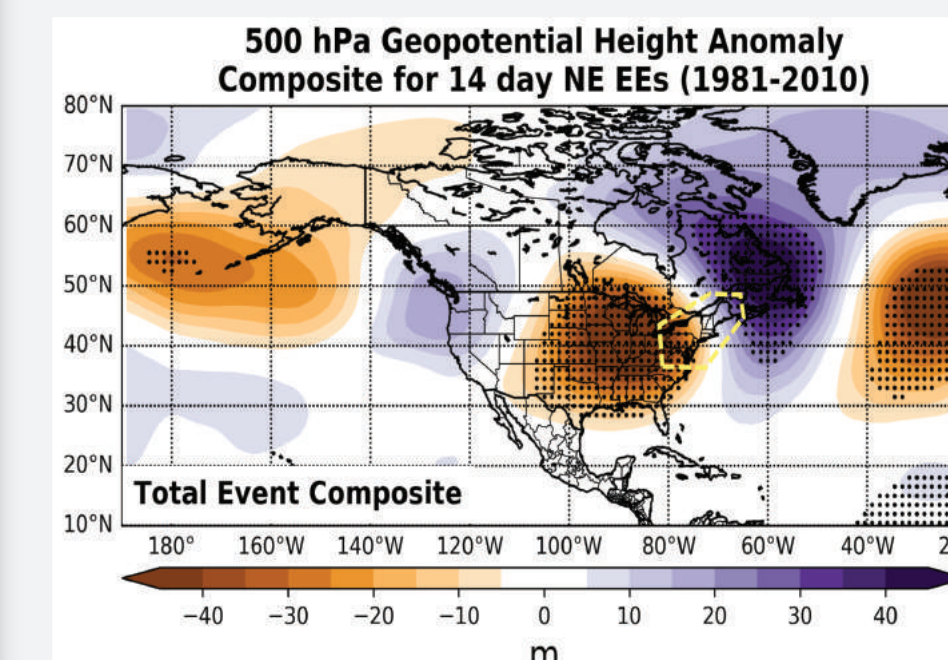 500 hPa Geopotential Height Anomaly
Composite for 14 day NE EEs (1981-2010)
80°N
70°N
60°N
50°N
40°N
30°N
20°N
10°N
Total Event Composite
180° 160°W 140°W 120°W 100°W 80°W 60°W 40°W 2
−40 −30 −20 −10 0 10 20 30 40
m